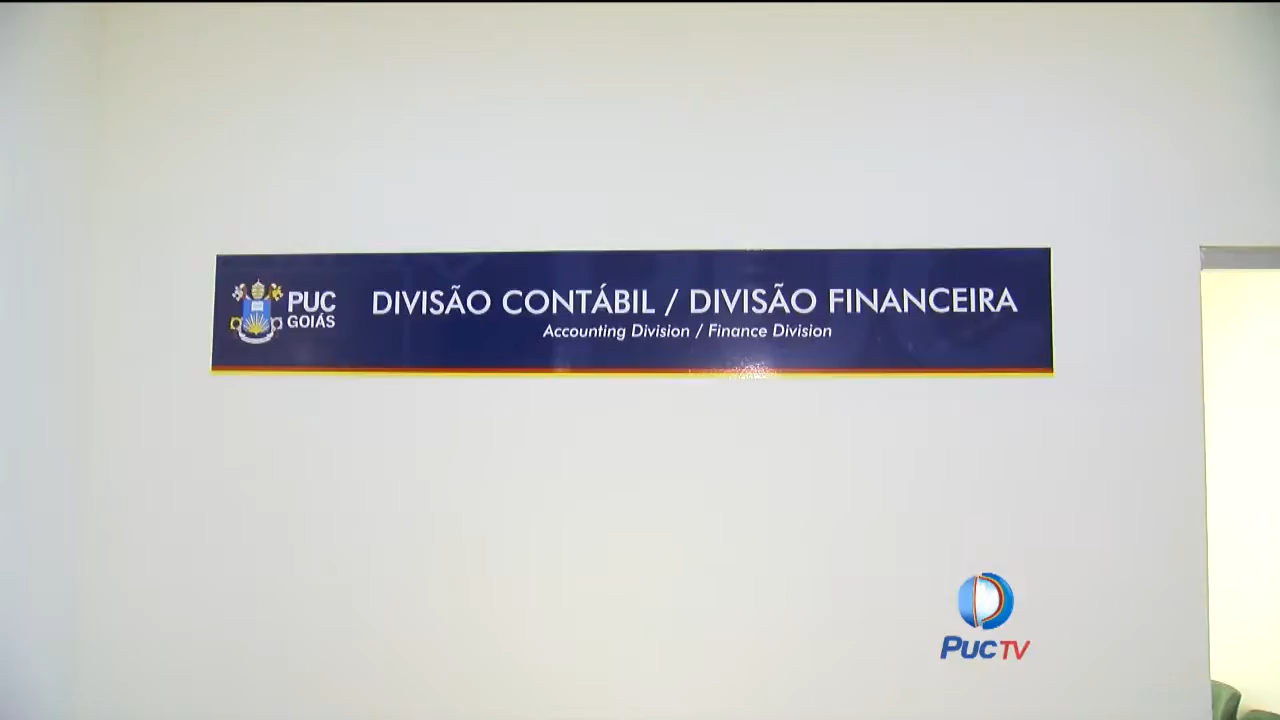 PUC
GOIÁS
DIVISÃO CONTÁBIL / DIVISÃO FINANCEIRA
Accounting Division / Finance Division
PUCTV